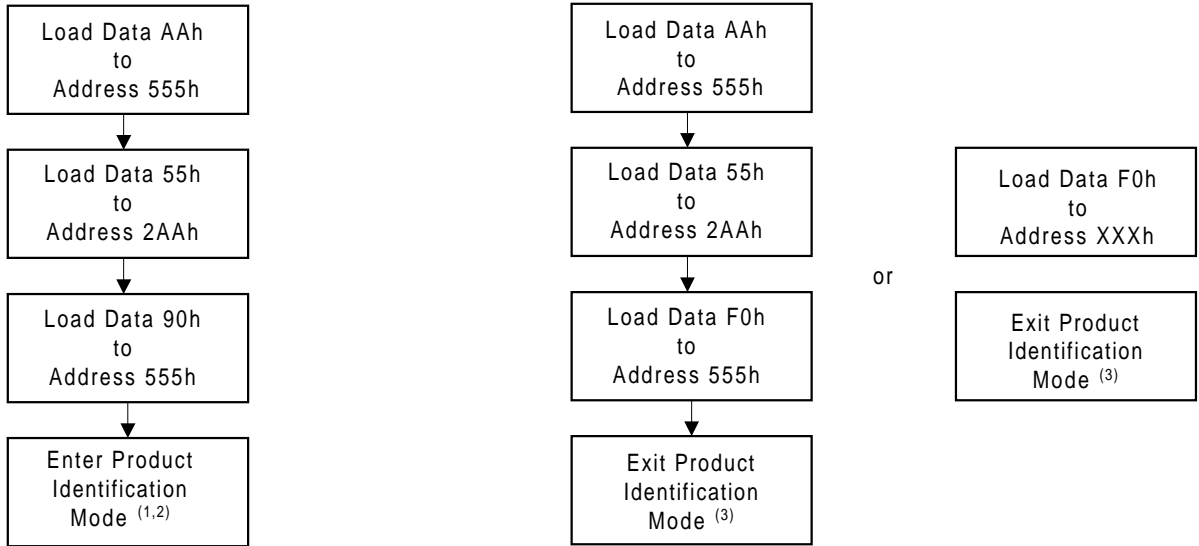 Load Data AAh
to
Address 555h
Load Data 55h
to
Address 2AAh
Load Data 90h
to
Address 555h
Enter Product
Identification
Mode (1,2)
Load Data AAh
to
Address 555h
Load Data 55h
to
Address 2AAh
Load Data F0h
to
Address 555h
Exit Product
Identification
Mode (3)
or
Load Data F0h
to
Address XXXh
Exit Product
Identification
Mode (3)